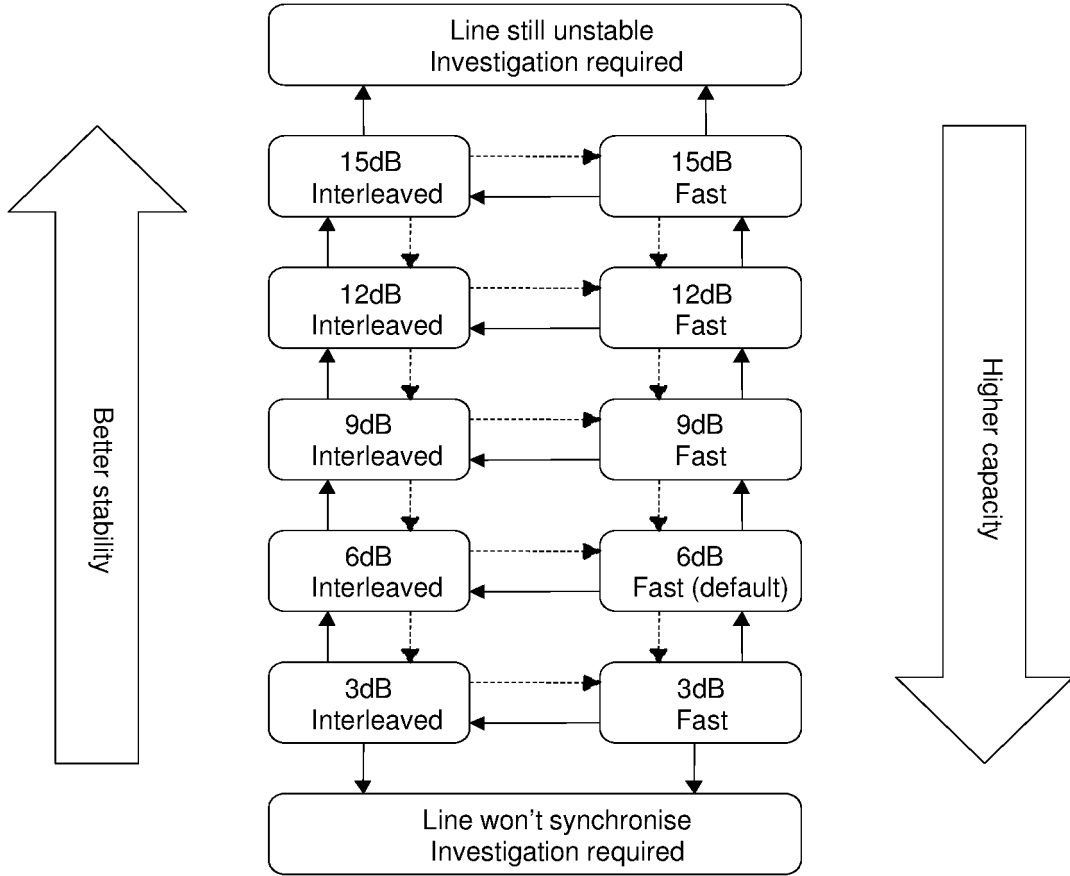 Line still unstable
Investigation required
15dB
Interleaved
15dB
Fast
12dB
Interleaved
12dB
Fast
9dB
Interleaved
9dB
Fast
6dB
Interleaved
6dB
Fast (default)
3dB
Interleaved
3dB
Fast
Line won't synchronise
Investigation required
Better stability
Higher capacity